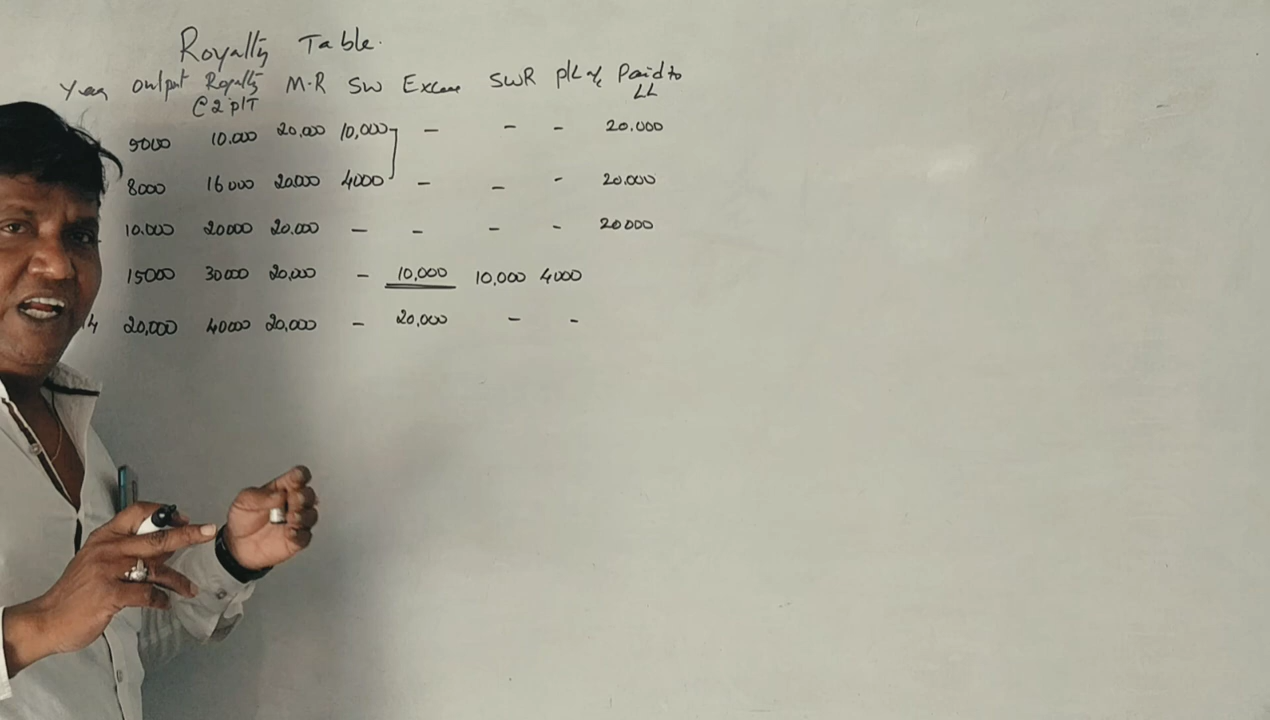 Royalty Table.
Year Output Royalty M.R SW Excess SWR P/L a/c Paid to
@ 2 p/T LL
5000 10.000 20,000 10,000 – – – 20.000
8000 16000 20000 4000 – – – 20.000
10.000 20000 20.000 – – – – 20000
15000 30000 20,000 – 10,000 10,000 4000
14 20,000 40000 20,000 – 20,000 – –